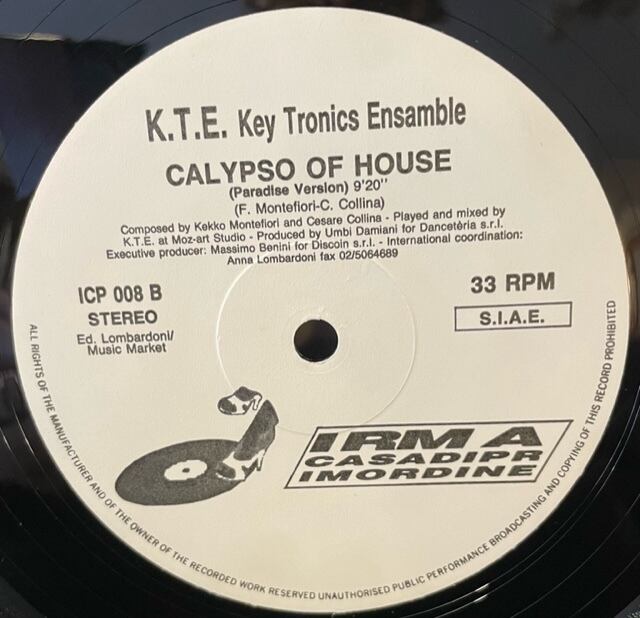 K.T.E. Key Tronics Ensamble
CALYPSO OF HOUSE
(Paradise Version) 9'20"
(F. Montefiori-C. Collina)
Composed by Kekko Montefiori and Cesare Collina - Played and mixed by
K.T.E. at Moz-art Studio - Produced by Umbi Damiani for Dancetèria s.r.l.
Executive producer: Massimo Benini for Discoin s.r.l. - International coordination:
Anna Lombardoni fax 02/5064689
ICP 008 B
STEREO
Ed. Lombardoni/
Music Market
33 RPM
S.I.A.E.
IRMA
CASADIPR
IMORDINE
ALL RIGHTS OF THE MANUFACTURER AND OF THE OWNER OF THE RECORDED WORK RESERVED UNAUTHORISED PUBLIC PERFORMANCE BROADCASTING AND COPYING OF THIS RECORD PROHIBITED